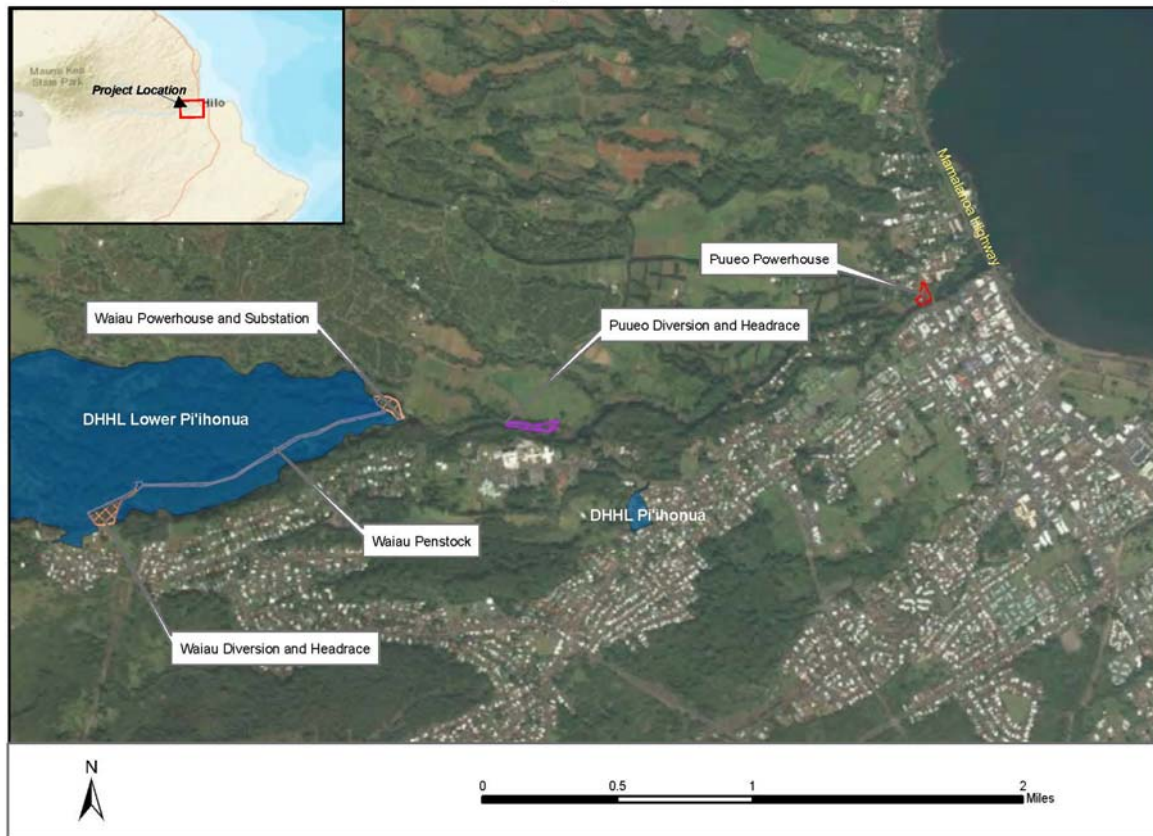 Mauna Kea
State Park
Project Location
Hilo
Mamalahoa Highway
Puueo Powerhouse
Waiau Powerhouse and Substation
Puueo Diversion and Headrace
DHHL Lower Pi'ihonua
DHHL Pi'ihonua
Waiau Penstock
Waiau Diversion and Headrace
N
0 0.5 1 2
Miles